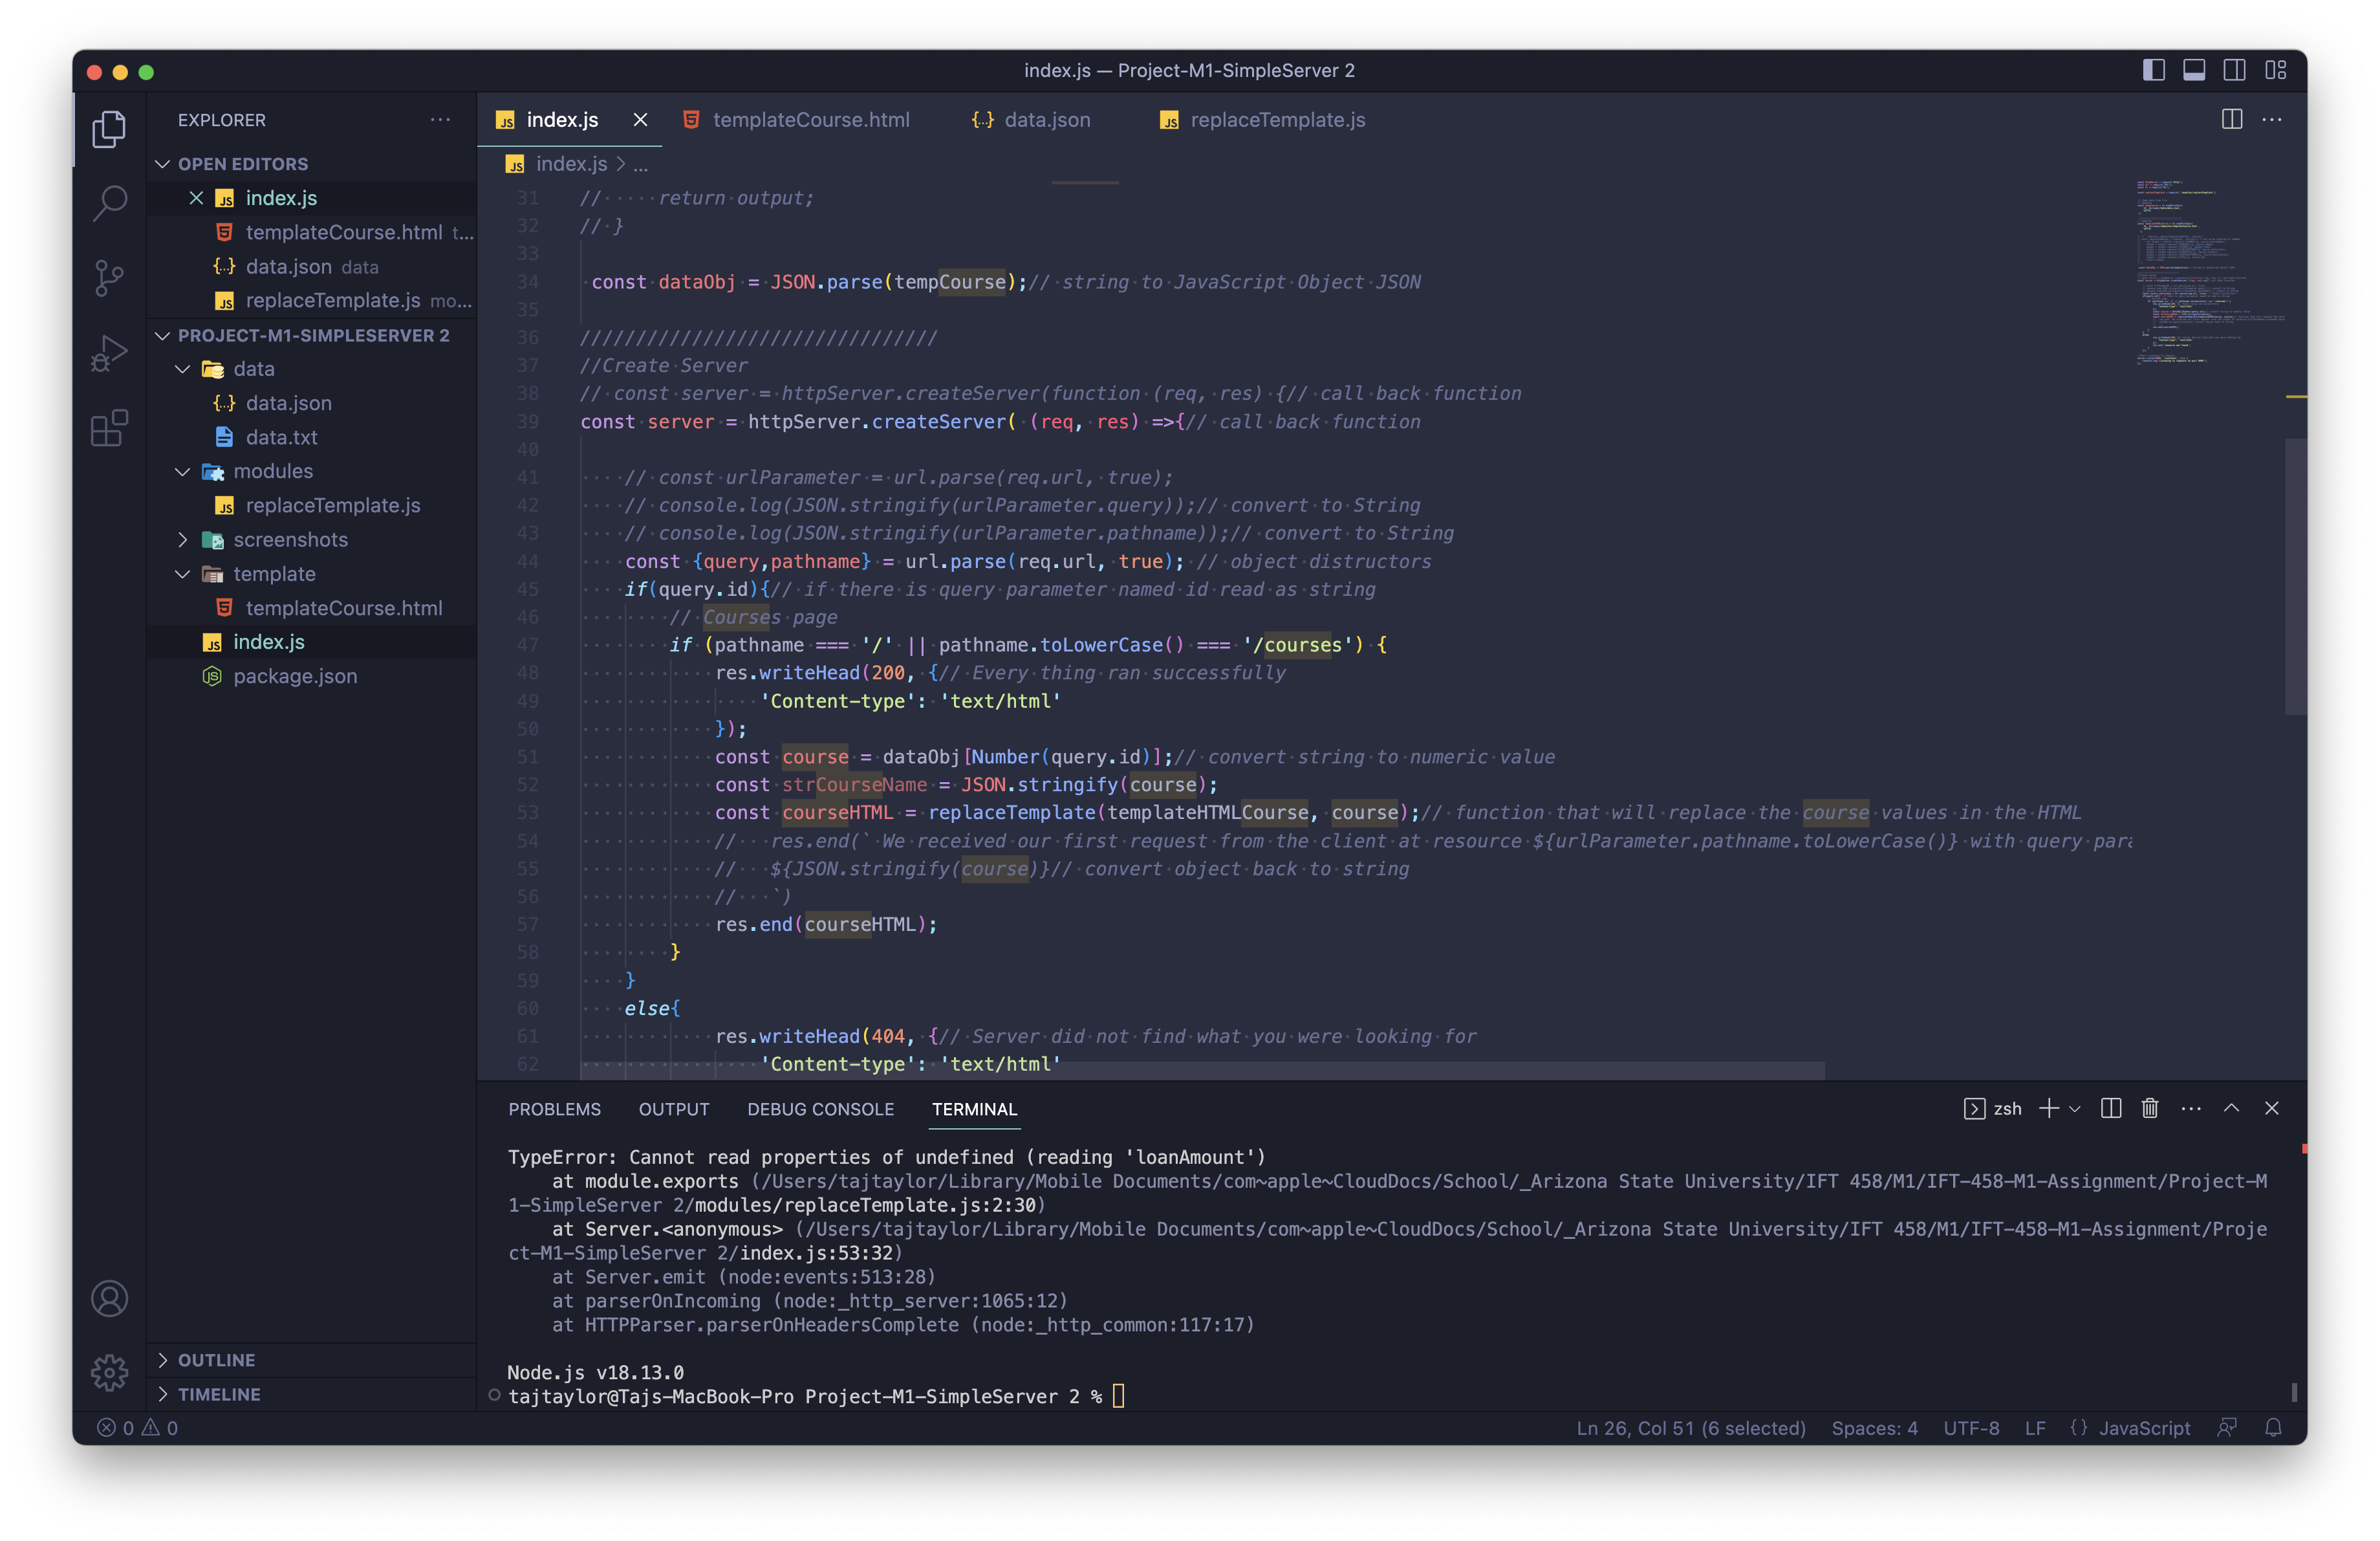 index.js — Project-M1-SimpleServer 2
EXPLORER
OPEN EDITORS
index.js
templateCourse.html t...
data.json data
replaceTemplate.js mo...
PROJECT-M1-SIMPLESERVER 2
data
data.json
data.txt
modules
replaceTemplate.js
screenshots
template
templateCourse.html
index.js
package.json
OUTLINE
TIMELINE
index.js
templateCourse.html
data.json
replaceTemplate.js
index.js > ...
31 //     return output;
32 // }
33
34 const dataObj = JSON.parse(tempCourse);// string to JavaScript Object JSON
35
36 ////////////////////////////////
37 //Create Server
38 // const server = httpServer.createServer(function (req, res) {// call back function
39 const server = httpServer.createServer( (req, res) =>{// call back function
40
41     // const urlParameter = url.parse(req.url, true);
42     // console.log(JSON.stringify(urlParameter.query));// convert to String
43     // console.log(JSON.stringify(urlParameter.pathname));// convert to String
44     const {query,pathname} = url.parse(req.url, true); // object distructors
45     if(query.id){// if there is query parameter named id read as string
46         // Courses page
47         if (pathname === '/' || pathname.toLowerCase() === '/courses') {
48             res.writeHead(200, {// Every thing ran successfully
49                 'Content-type': 'text/html'
50             });
51             const course = dataObj[Number(query.id)];// convert string to numeric value
52             const strCourseName = JSON.stringify(course);
53             const courseHTML = replaceTemplate(templateHTMLCourse, course);// function that will replace the course values in the HTML
54             //   res.end(` We received our first request from the client at resource ${urlParameter.pathname.toLowerCase()} with query para
55             //   ${JSON.stringify(course)}// convert object back to string
56             //   `)
57             res.end(courseHTML);
58         }
59     }
60     else{
61             res.writeHead(404, {// Server did not find what you were looking for
62                 'Content-type': 'text/html'
PROBLEMS OUTPUT DEBUG CONSOLE TERMINAL
zsh
TypeError: Cannot read properties of undefined (reading 'loanAmount')
    at module.exports (/Users/tajtaylor/Library/Mobile Documents/com~apple~CloudDocs/School/_Arizona State University/IFT 458/M1/IFT-458-M1-Assignment/Project-M
1-SimpleServer 2/modules/replaceTemplate.js:2:30)
    at Server.<anonymous> (/Users/tajtaylor/Library/Mobile Documents/com~apple~CloudDocs/School/_Arizona State University/IFT 458/M1/IFT-458-M1-Assignment/Proje
ct-M1-SimpleServer 2/index.js:53:32)
    at Server.emit (node:events:513:28)
    at parserOnIncoming (node:_http_server:1065:12)
    at HTTPParser.parserOnHeadersComplete (node:_http_common:117:17)
Node.js v18.13.0
tajtaylor@Tajs-MacBook-Pro Project-M1-SimpleServer 2 %
0 0
Ln 26, Col 51 (6 selected) Spaces: 4 UTF-8 LF {} JavaScript